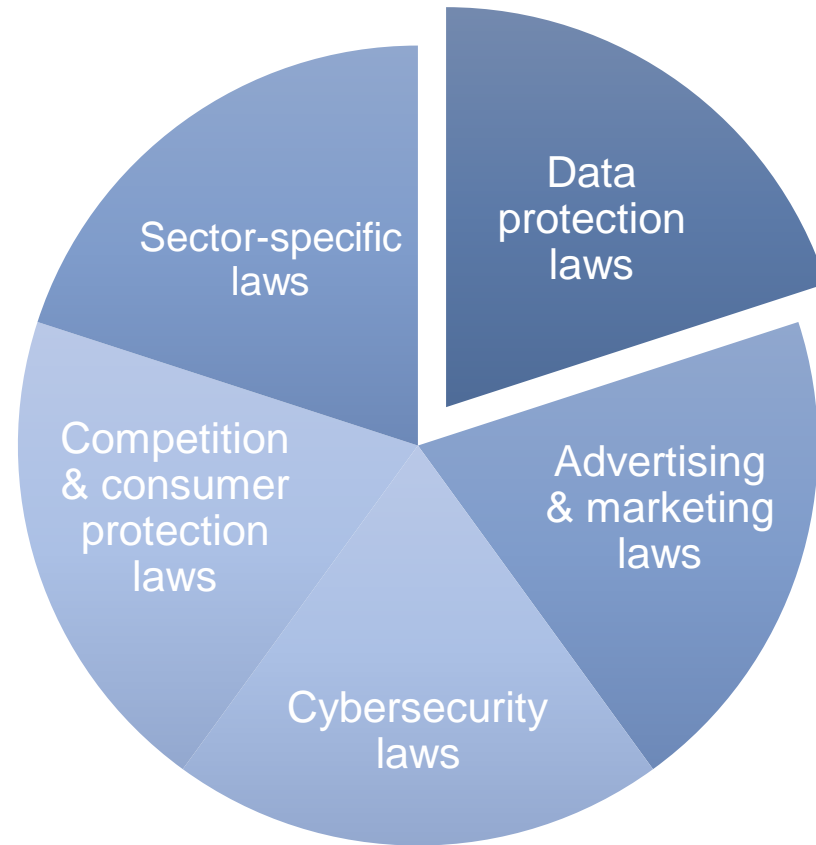 Data
protection
laws
Sector-specific
laws
Competition
& consumer
protection
laws
Advertising
& marketing
laws
Cybersecurity
laws